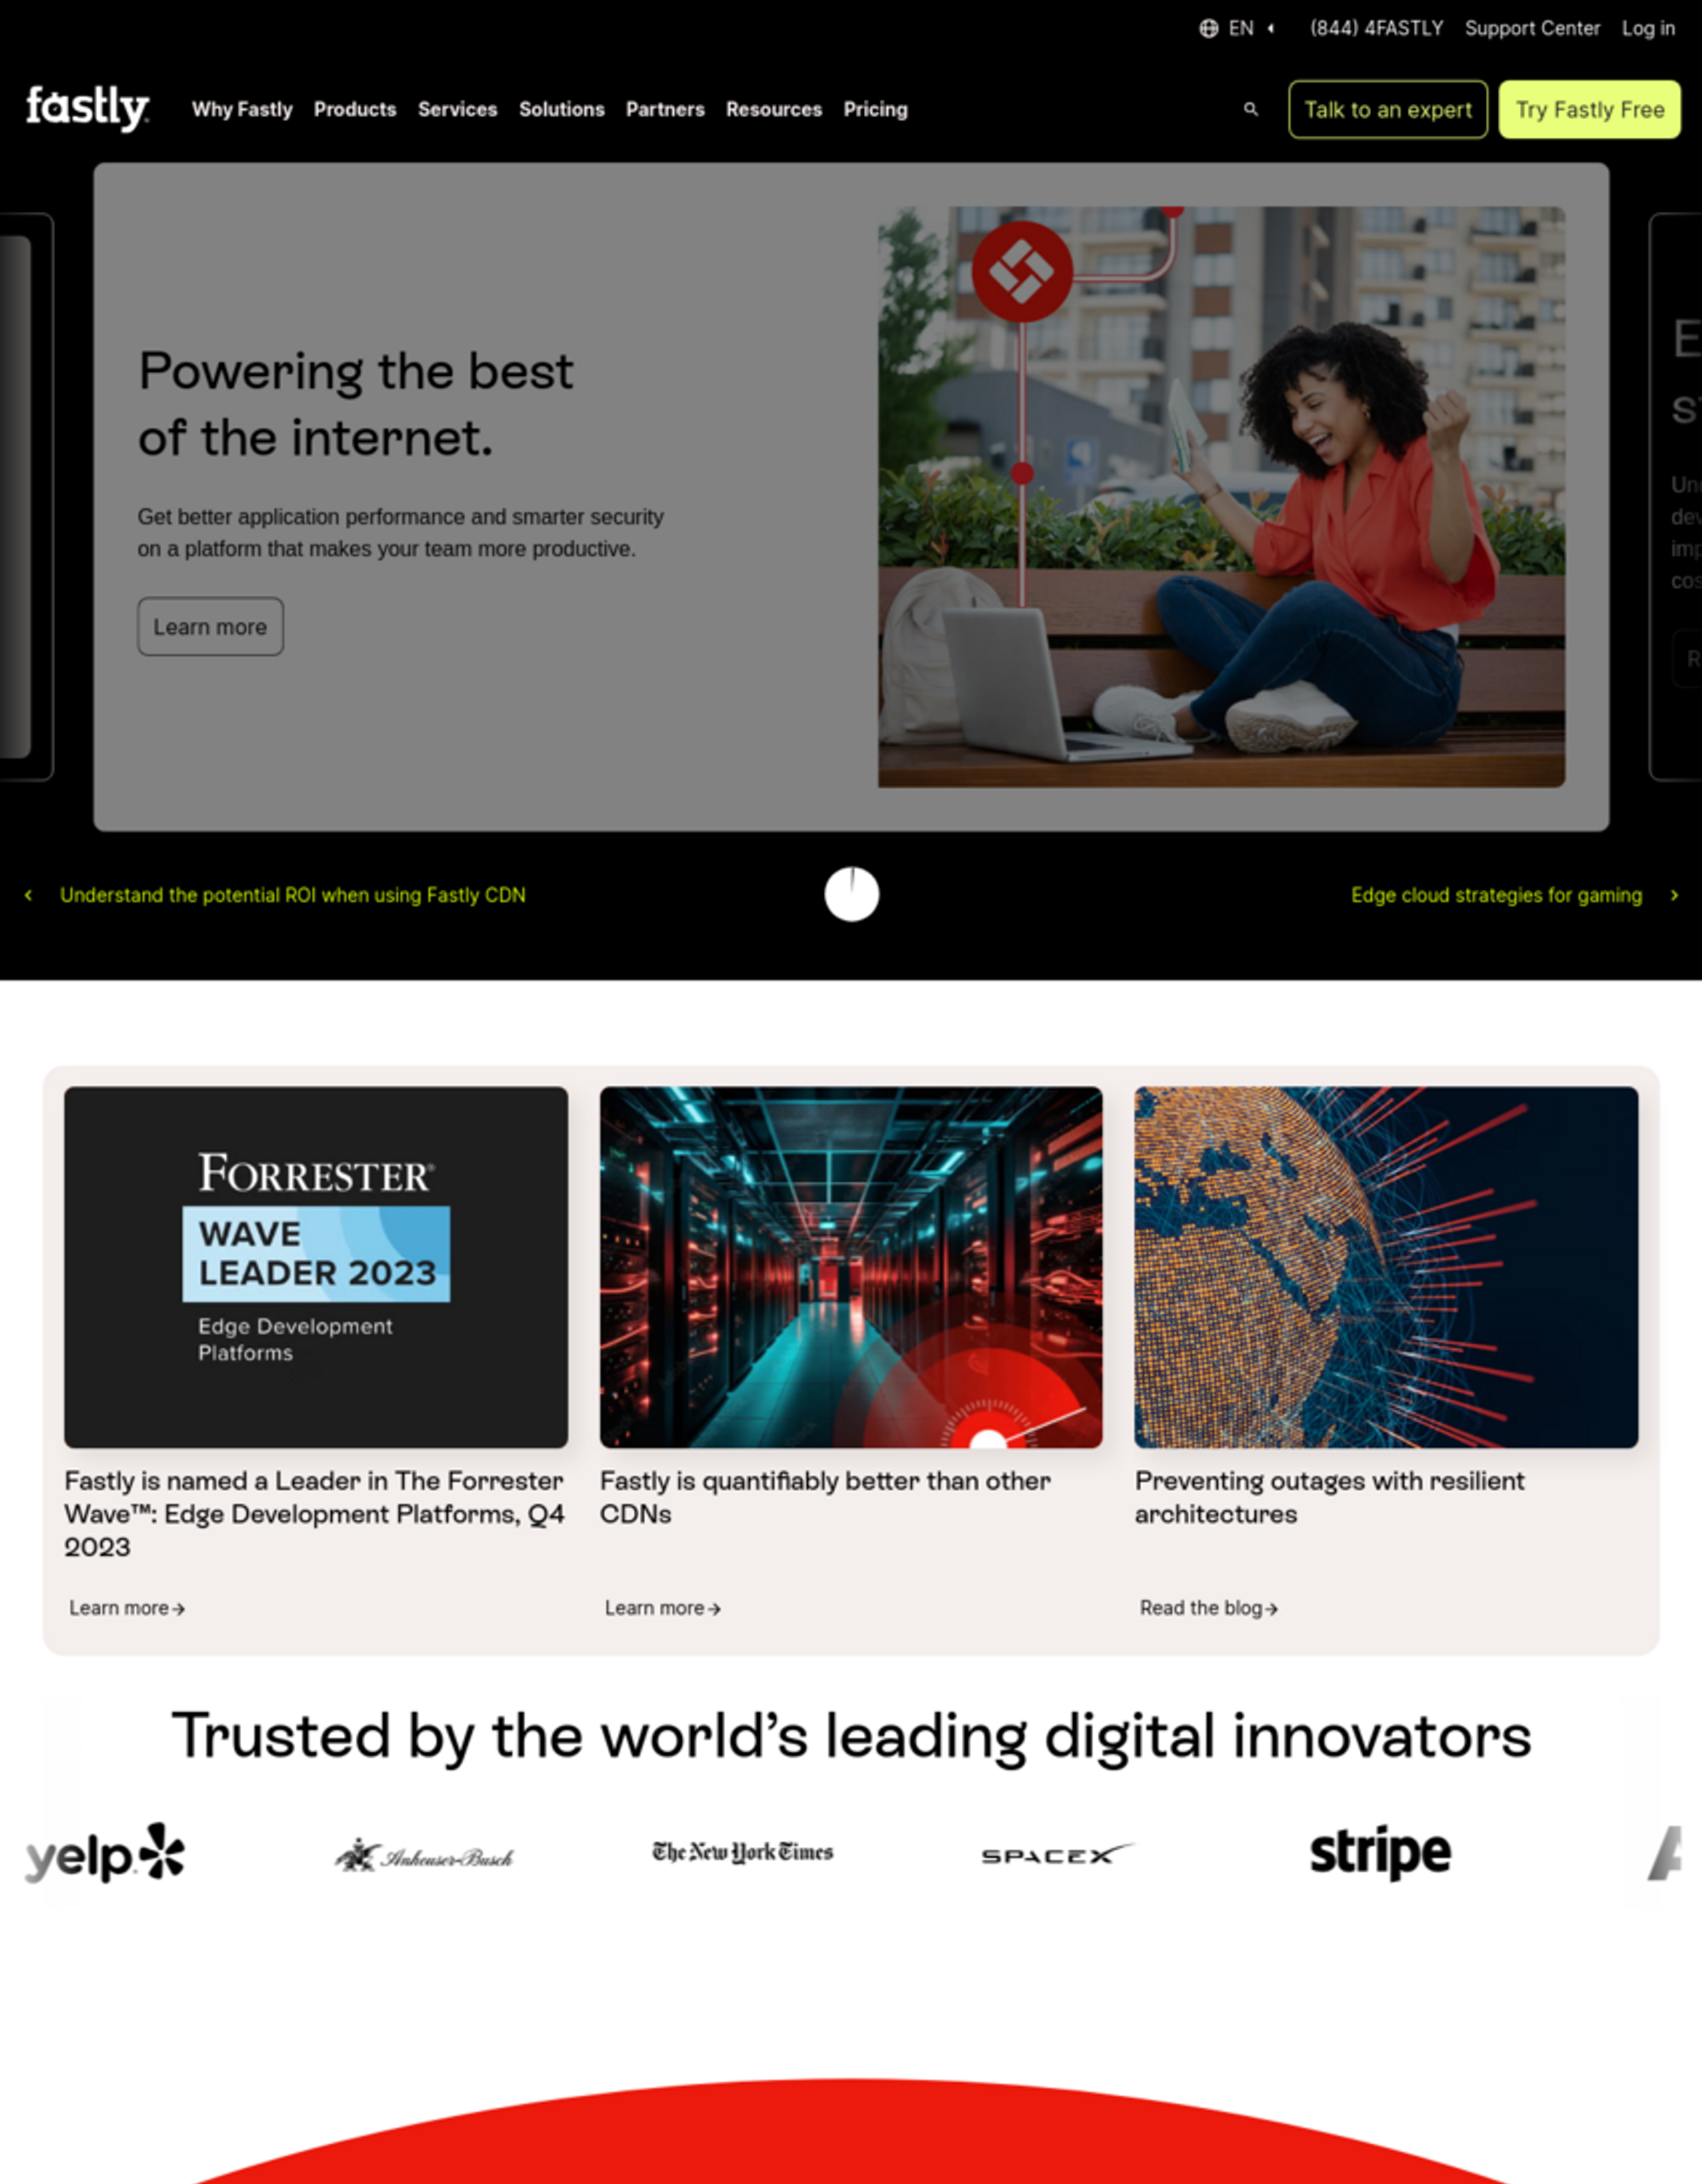 EN (844) 4FASTLY Support Center Log in
fastly
Why Fastly Products Services Solutions Partners Resources Pricing
Talk to an expert
Try Fastly Free
Powering the best
of the internet.
Get better application performance and smarter security
on a platform that makes your team more productive.
Learn more
Understand the potential ROI when using Fastly CDN
Edge cloud strategies for gaming
FORRESTER®
WAVE
LEADER 2023
Edge Development
Platforms
Fastly is named a Leader in The Forrester
Wave™: Edge Development Platforms, Q4
2023
Learn more→
Fastly is quantifiably better than other
CDNs
Learn more→
Preventing outages with resilient
architectures
Read the blog→
Trusted by the world’s leading digital innovators
yelp
Anheuser-Busch
The New York Times
SPACEX
stripe